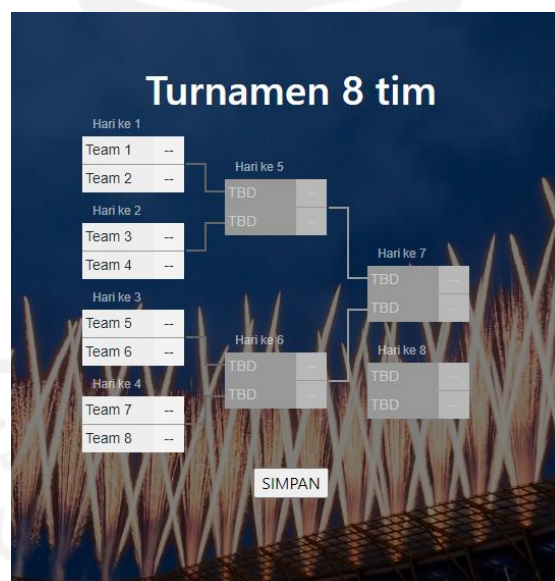 Turnamen 8 tim
Hari ke 1
Team 1 --
Team 2 --
Hari ke 2
Team 3 --
Team 4 --
Hari ke 3
Team 5 --
Team 6 --
Hari ke 4
Team 7 --
Team 8 --
Hari ke 5
TBD --
TBD --
Hari ke 6
TBD --
TBD --
Hari ke 7
TBD --
TBD --
Hari ke 8
TBD --
TBD --
SIMPAN